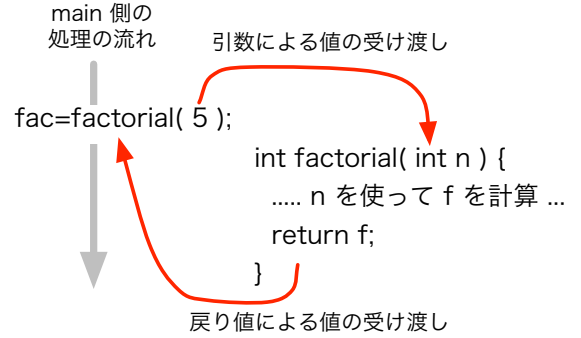 main 側の
処理の流れ
引数による値の受け渡し
fac=factorial( 5 );
int factorial( int n ) {
..... n を使って f を計算 ...
return f;
}
戻り値による値の受け渡し